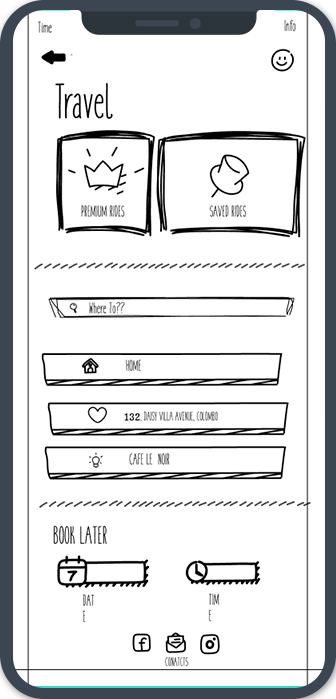 Time
Info
Travel
PREMIUM RIDES
SAVED RIDES
Where To??
HOME
132, DAISY VILLA AVENUE, COLOMBO
CAFE LE NOIR
BOOK LATER
7
DAT
E
TIM
E
CONATCTS